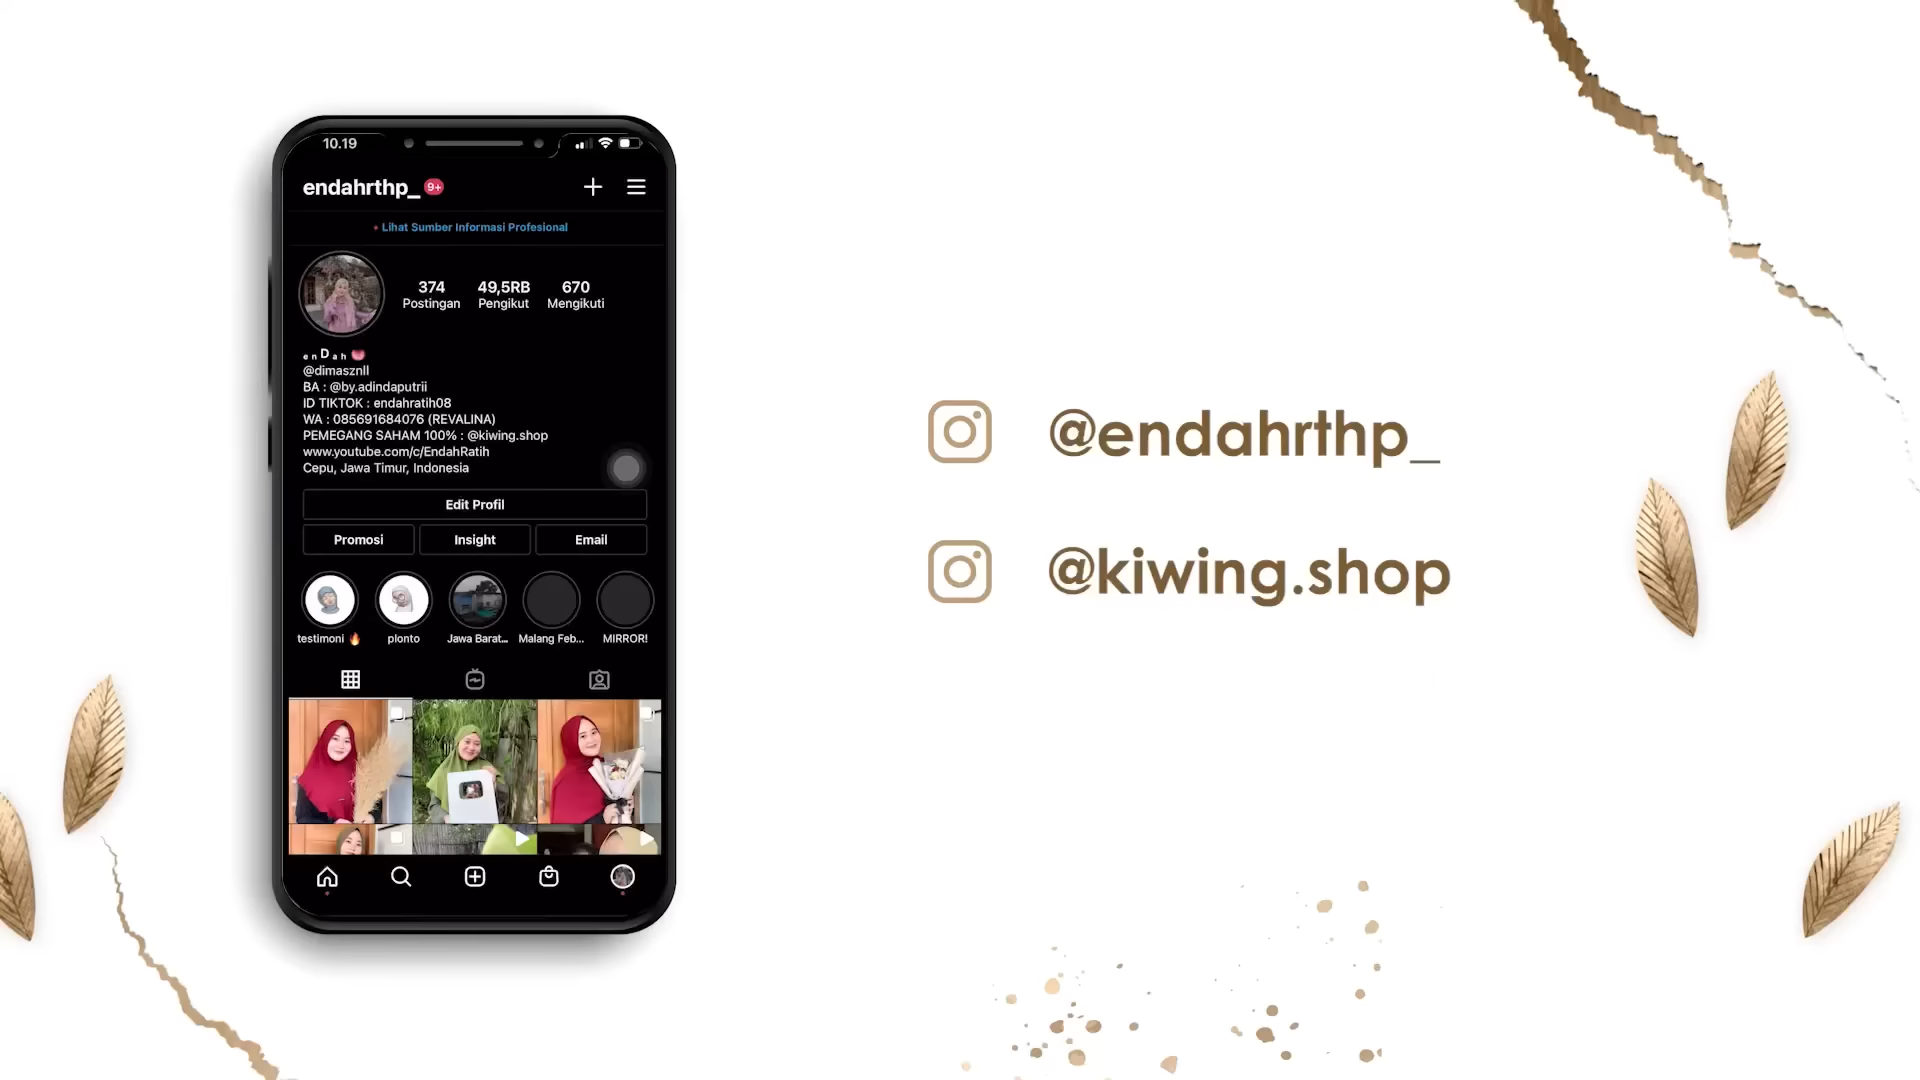 10.19
endahrthp_ 9+
Lihat Sumber Informasi Profesional
374 49,5RB 670
Postingan Pengikut Mengikuti
ₑₙDₐₕ
@dimasznll
BA : @by.adindaputrii
ID TIKTOK : endahratih08
WA : 085691684076 (REVALINA)
PEMEGANG SAHAM 100% : @kiwing.shop
www.youtube.com/c/EndahRatih
Cepu, Jawa Timur, Indonesia
Edit Profil
Promosi Insight Email
testimoni 🔥 plonto Jawa Barat... Malang Feb... MIRROR!
@endahrthp_
@kiwing.shop